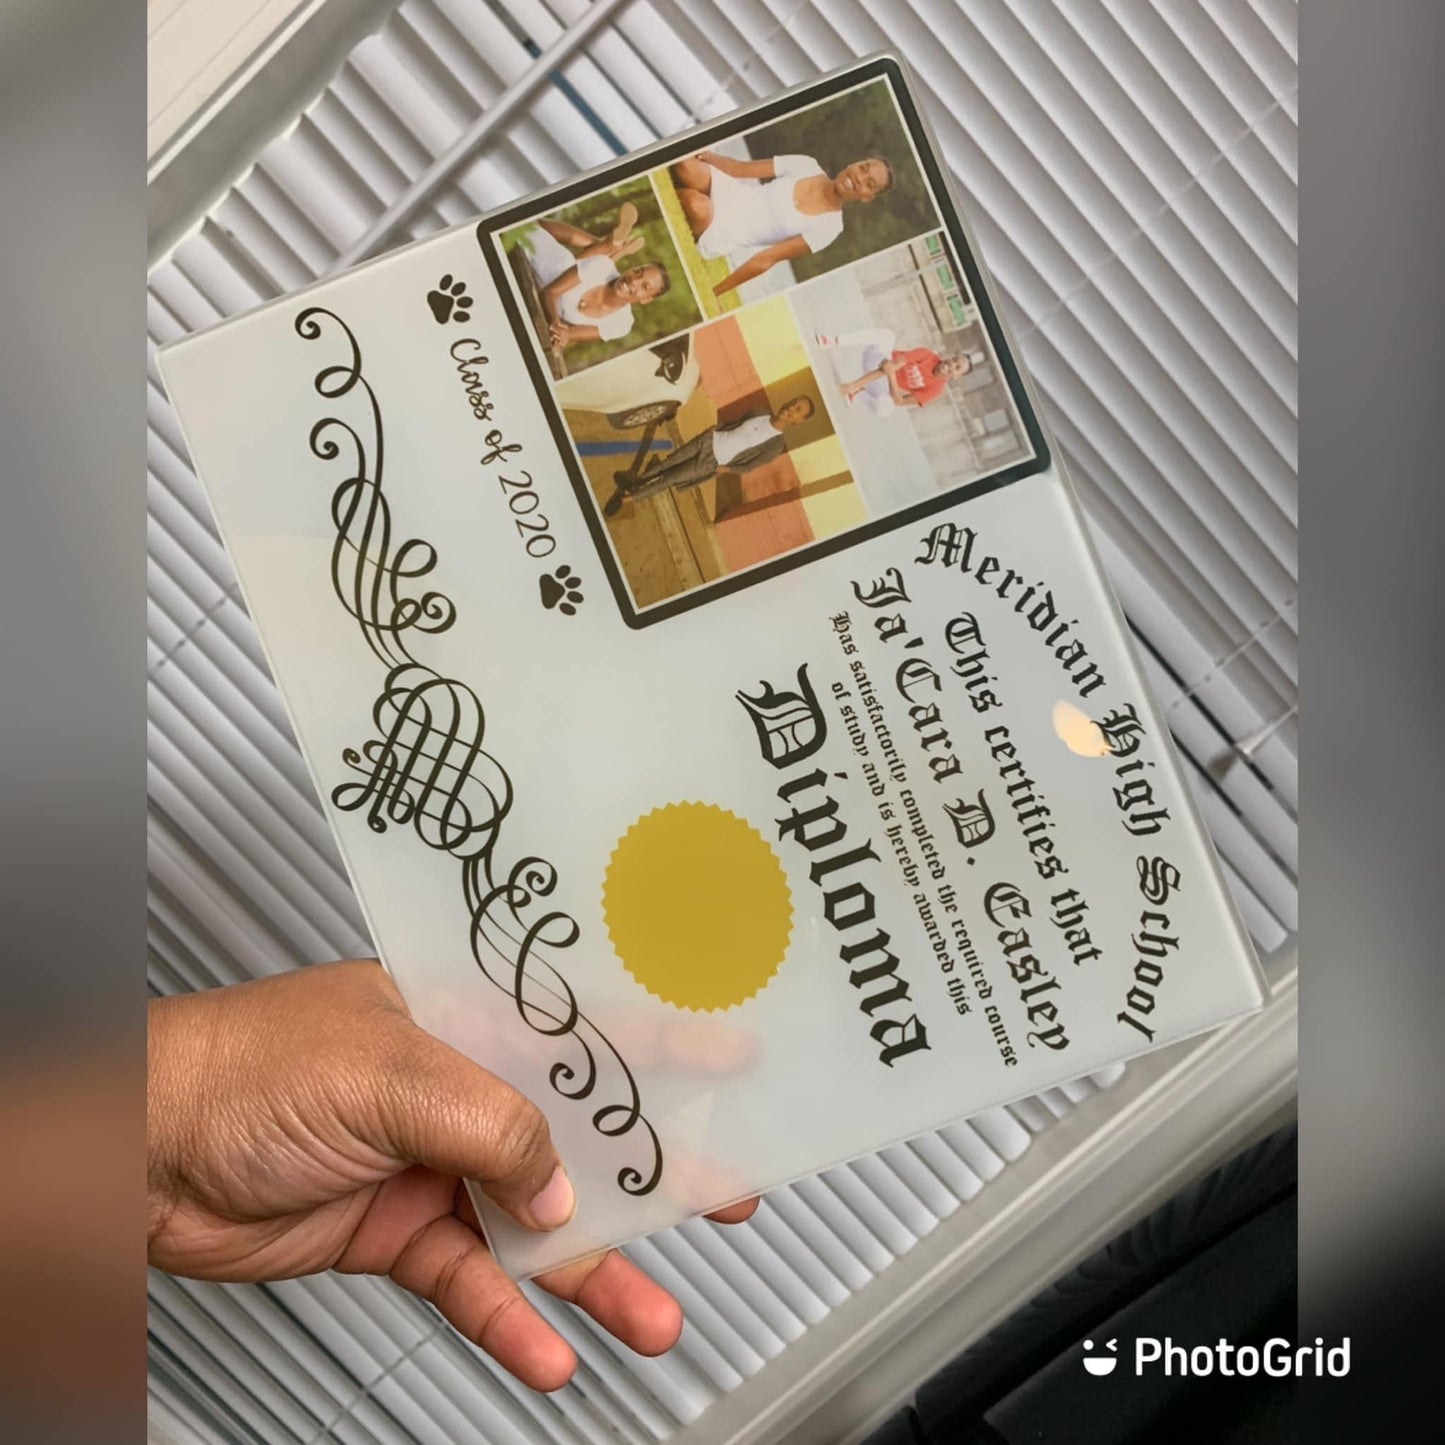 Meridian High School
This certifies that
Ja'Cara D. Easley
Has satisfactorily completed the required course
of study and is hereby awarded this
Diploma
Class of 2020
PhotoGrid